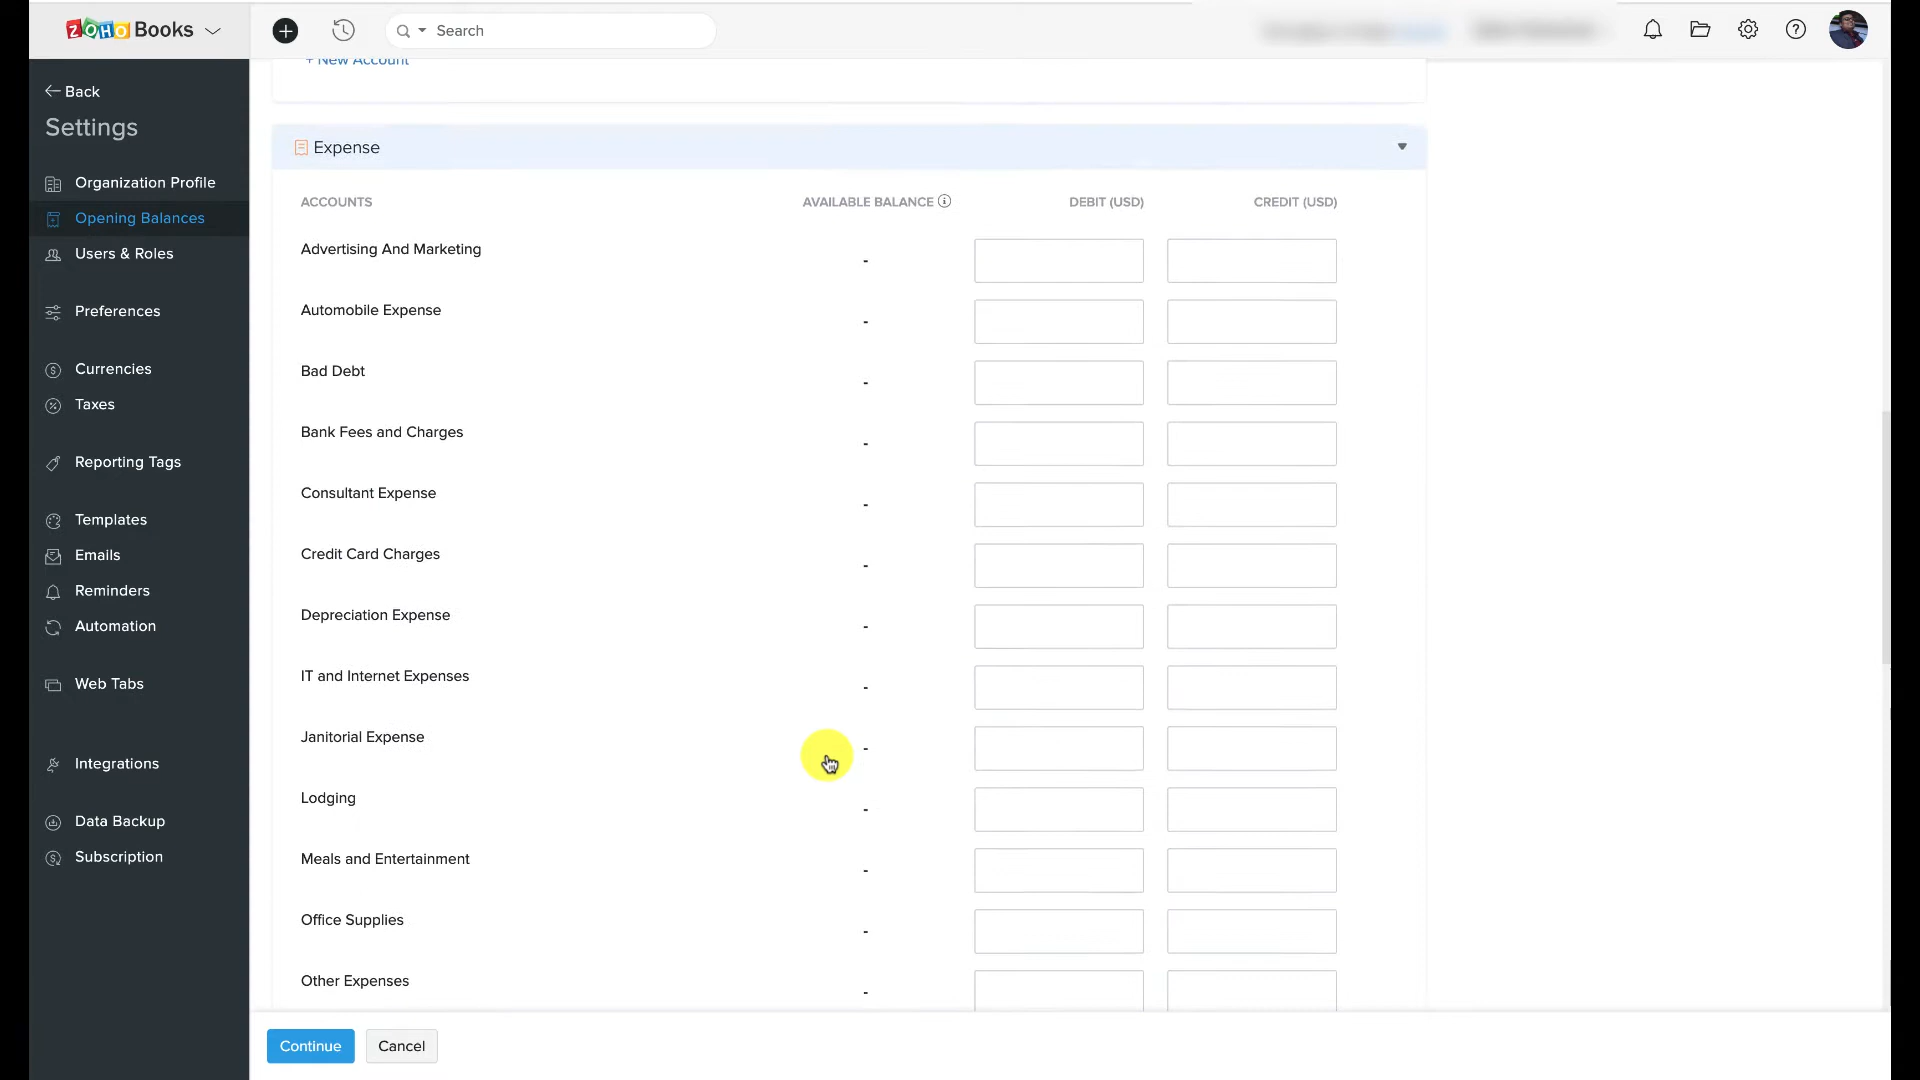 ZOHO Books
Search
+ New Account
Back
Settings
Organization Profile
Opening Balances
Users & Roles
Preferences
Currencies
Taxes
Reporting Tags
Templates
Emails
Reminders
Automation
Web Tabs
Integrations
Data Backup
Subscription
Expense
ACCOUNTS AVAILABLE BALANCE DEBIT (USD) CREDIT (USD)
Advertising And Marketing -
Automobile Expense -
Bad Debt -
Bank Fees and Charges -
Consultant Expense -
Credit Card Charges -
Depreciation Expense -
IT and Internet Expenses -
Janitorial Expense -
Lodging -
Meals and Entertainment -
Office Supplies -
Other Expenses -
Continue Cancel